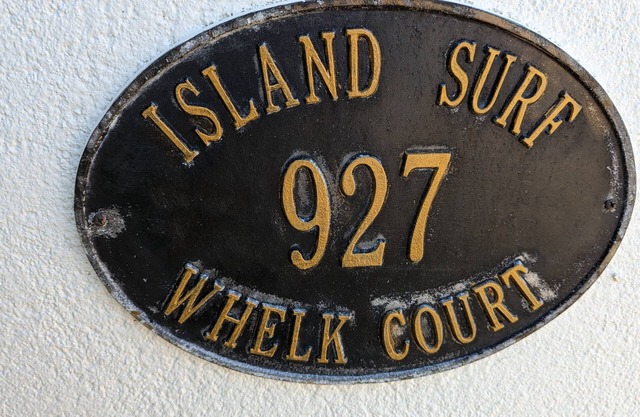 ISLAND SURF
927
WHELK COURT